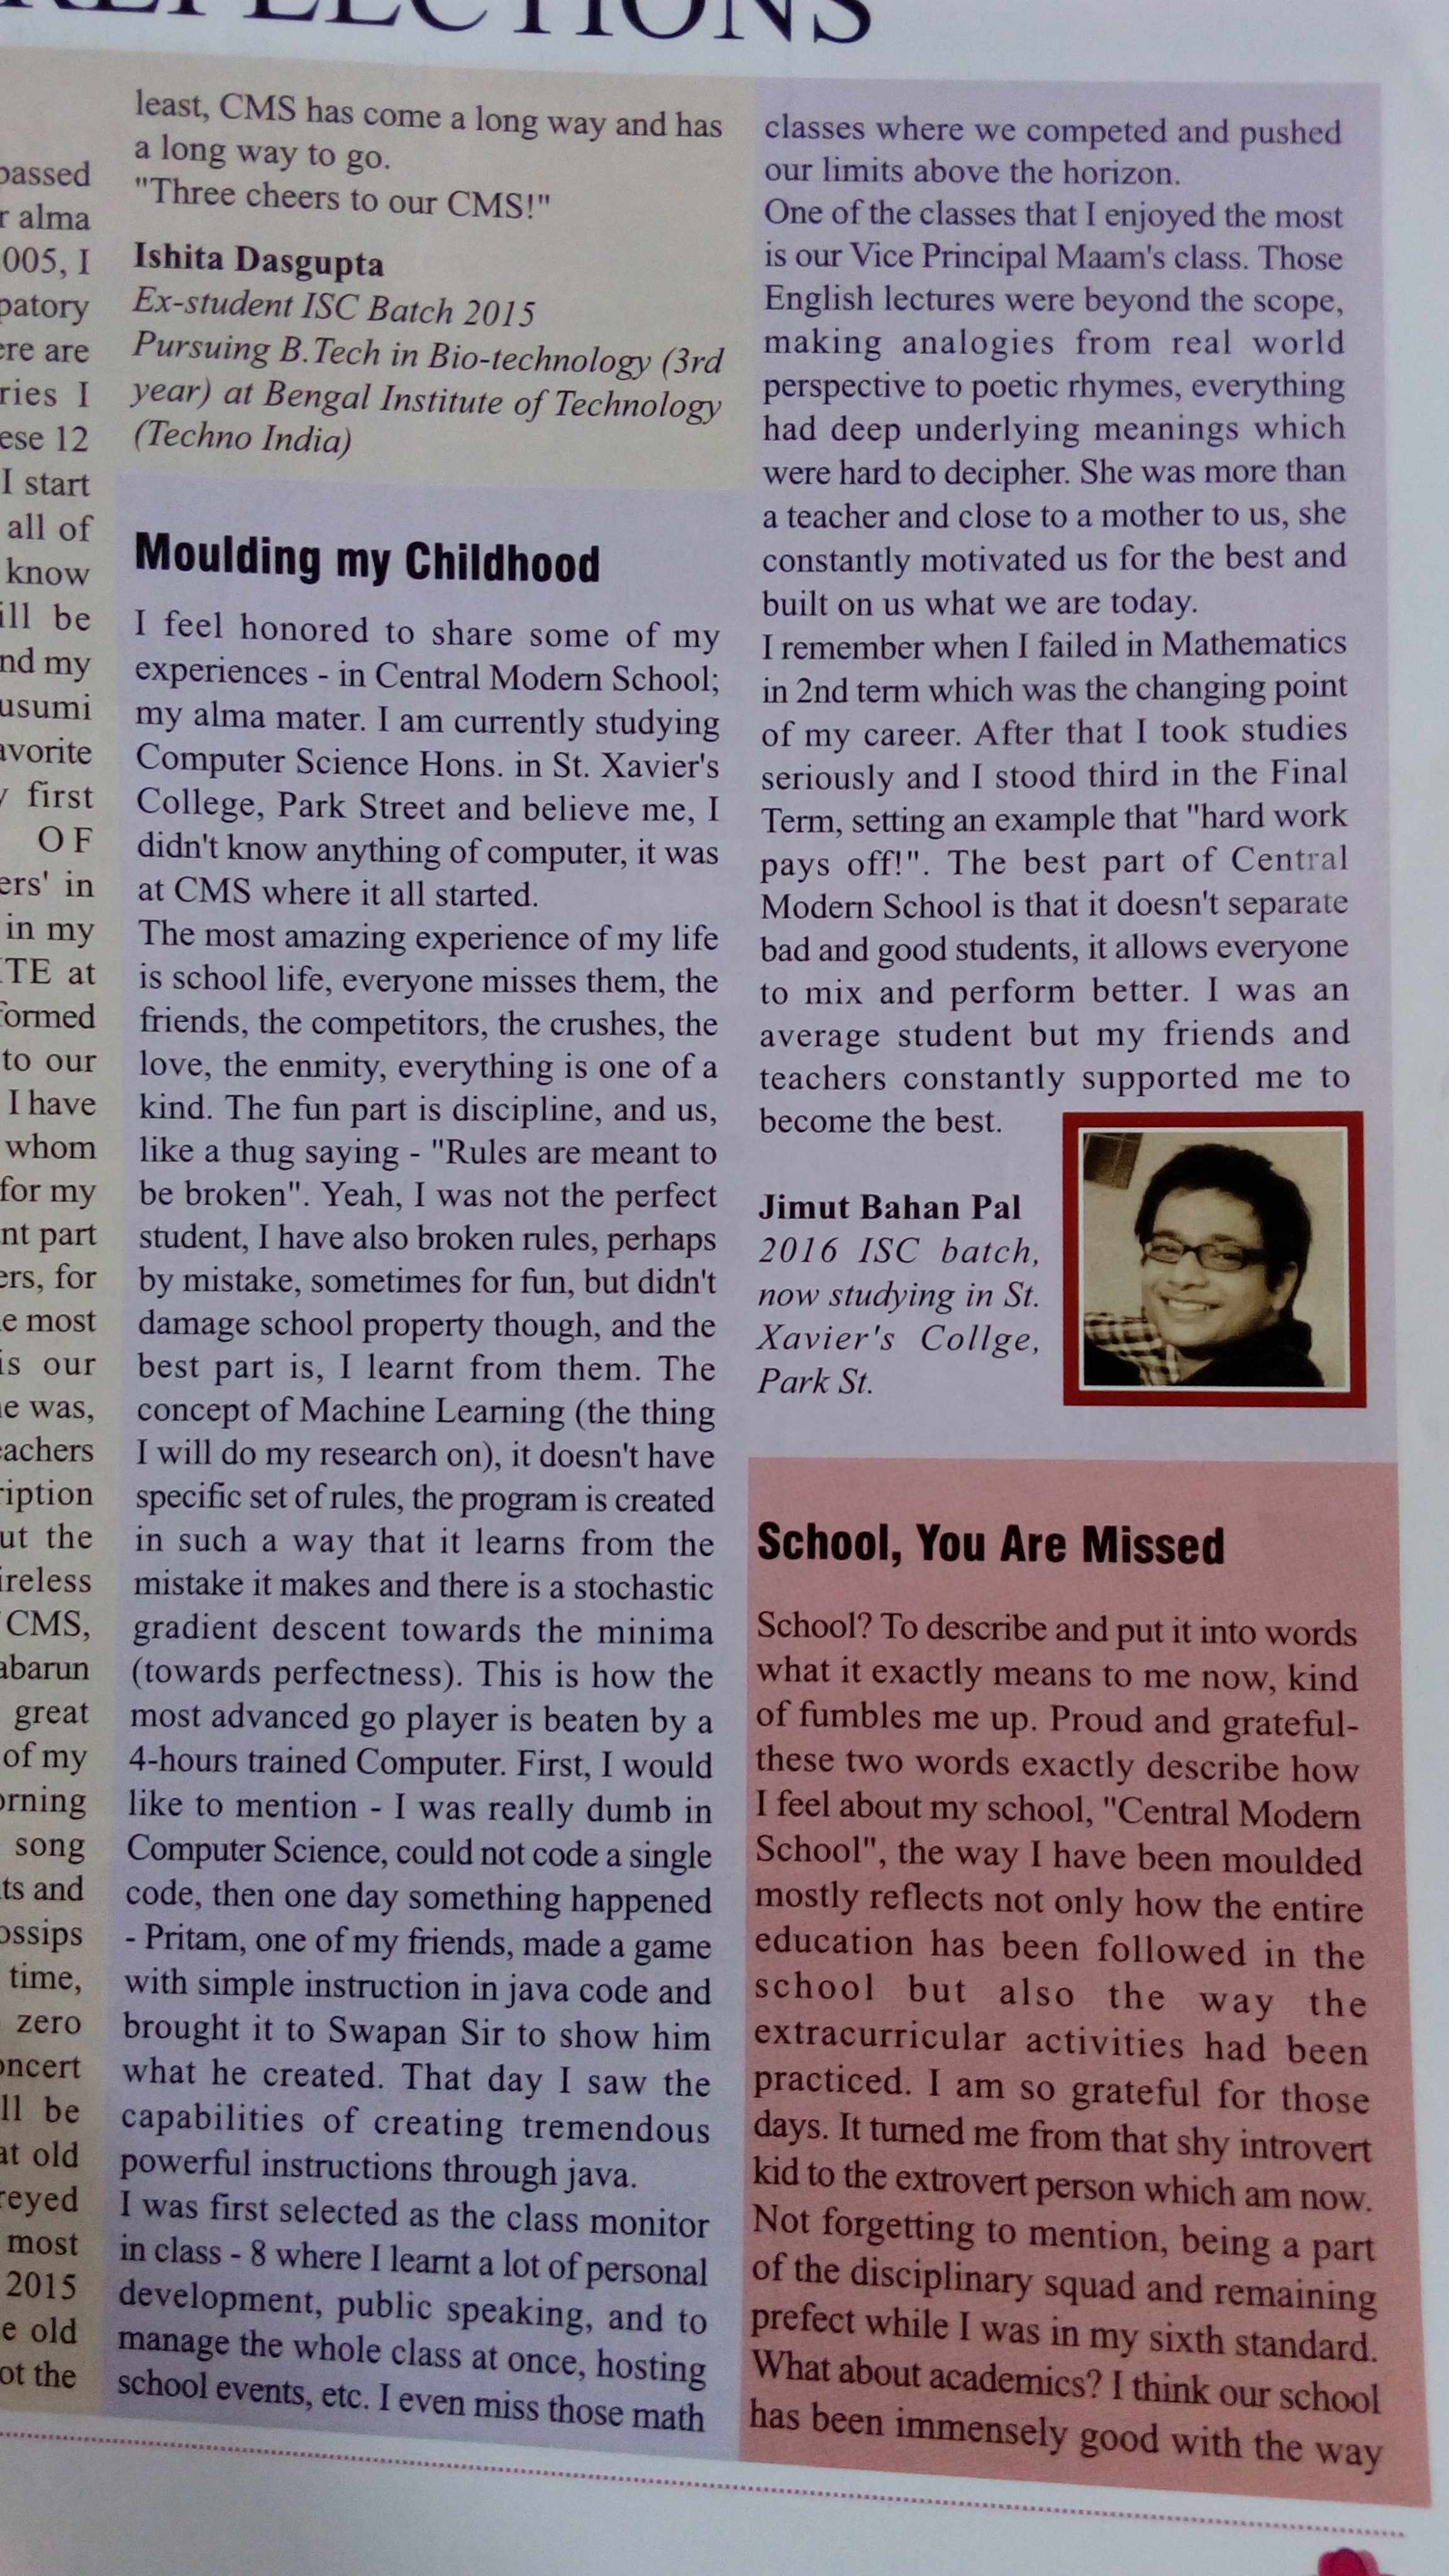 REFLECTIONS
passed
alma
005, I
ere are
I
ese 12
I start
all of
know
be
my
first
OF
in
in my
at
to our
I have
whom
for my
part
for
most
is our
was,
the
CMS,
great
of my
song
and
time,
zero
be
old
most
2015
old
the
least, CMS has come a long way and has
a long way to go.
"Three cheers to our CMS!"
Ishita Dasgupta
Ex-student ISC Batch 2015
Pursuing B.Tech in Bio-technology (3rd
year) at Bengal Institute of Technology
(Techno India)
Moulding my Childhood
I feel honored to share some of my
experiences - in Central Modern School;
my alma mater. I am currently studying
Computer Science Hons. in St. Xavier's
College, Park Street and believe me, I
didn't know anything of computer, it was
at CMS where it all started.
The most amazing experience of my life
is school life, everyone misses them, the
friends, the competitors, the crushes, the
love, the enmity, everything is one of a
kind. The fun part is discipline, and us,
like a thug saying - "Rules are meant to
be broken". Yeah, I was not the perfect
student, I have also broken rules, perhaps
by mistake, sometimes for fun, but didn't
damage school property though, and the
best part is, I learnt from them. The
concept of Machine Learning (the thing
I will do my research on), it doesn't have
specific set of rules, the program is created
in such a way that it learns from the
mistake it makes and there is a stochastic
gradient descent towards the minima
(towards perfectness). This is how the
most advanced go player is beaten by a
4-hours trained Computer. First, I would
like to mention - I was really dumb in
Computer Science, could not code a single
code, then one day something happened
- Pritam, one of my friends, made a game
with simple instruction in java code and
brought it to Swapan Sir to show him
what he created. That day I saw the
capabilities of creating tremendous
powerful instructions through java.
I was first selected as the class monitor
in class - 8 where I learnt a lot of personal
development, public speaking, and to
manage the whole class at once, hosting
school events, etc. I even miss those math
classes where we competed and pushed
our limits above the horizon.
One of the classes that I enjoyed the most
is our Vice Principal Maam's class. Those
English lectures were beyond the scope,
making analogies from real world
perspective to poetic rhymes, everything
had deep underlying meanings which
were hard to decipher. She was more than
a teacher and close to a mother to us, she
constantly motivated us for the best and
built on us what we are today.
I remember when I failed in Mathematics
in 2nd term which was the changing point
of my career. After that I took studies
seriously and I stood third in the Final
Term, setting an example that "hard work
pays off!". The best part of Central
Modern School is that it doesn't separate
bad and good students, it allows everyone
to mix and perform better. I was an
average student but my friends and
teachers constantly supported me to
become the best.
Jimut Bahan Pal
2016 ISC batch,
now studying in St.
Xavier's Collge,
Park St.
School, You Are Missed
School? To describe and put it into words
what it exactly means to me now, kind
of fumbles me up. Proud and grateful-
these two words exactly describe how
I feel about my school, "Central Modern
School", the way I have been moulded
mostly reflects not only how the entire
education has been followed in the
school but also the way the
extracurricular activities had been
practiced. I am so grateful for those
days. It turned me from that shy introvert
kid to the extrovert person which am now.
Not forgetting to mention, being a part
of the disciplinary squad and remaining
prefect while I was in my sixth standard.
What about academics? I think our school
has been immensely good with the way